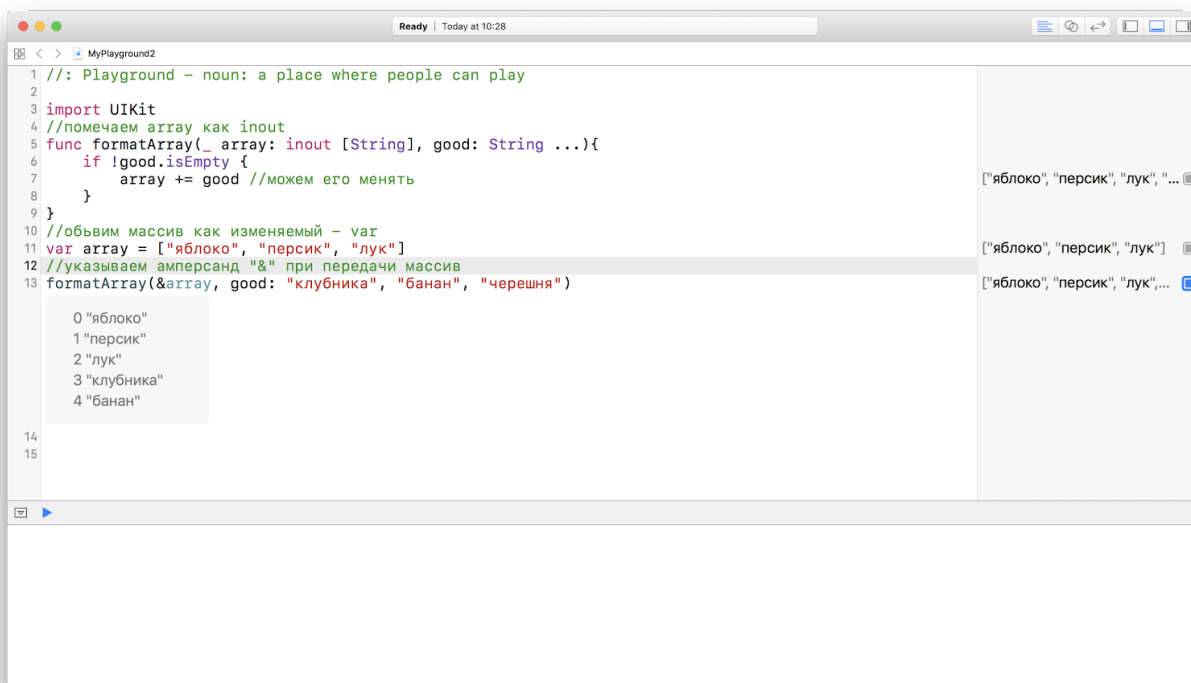 Ready | Today at 10:28
MyPlayground2
1 //: Playground – noun: a place where people can play
2
3 import UIKit
4 //помечаем array как inout
5 func formatArray(_ array: inout [String], good: String ...){
6 if !good.isEmpty {
7 array += good //можем его менять
["яблоко", "персик", "лук", "...
8 }
9 }
10 //обьвим массив как изменяемый – var
11 var array = ["яблоко", "персик", "лук"]
["яблоко", "персик", "лук"]
12 //указываем амперсанд "&" при передачи массив
13 formatArray(&array, good: "клубника", "банан", "черешня")
["яблоко", "персик", "лук",...
0 "яблоко"
1 "персик"
2 "лук"
3 "клубника"
4 "банан"
14
15